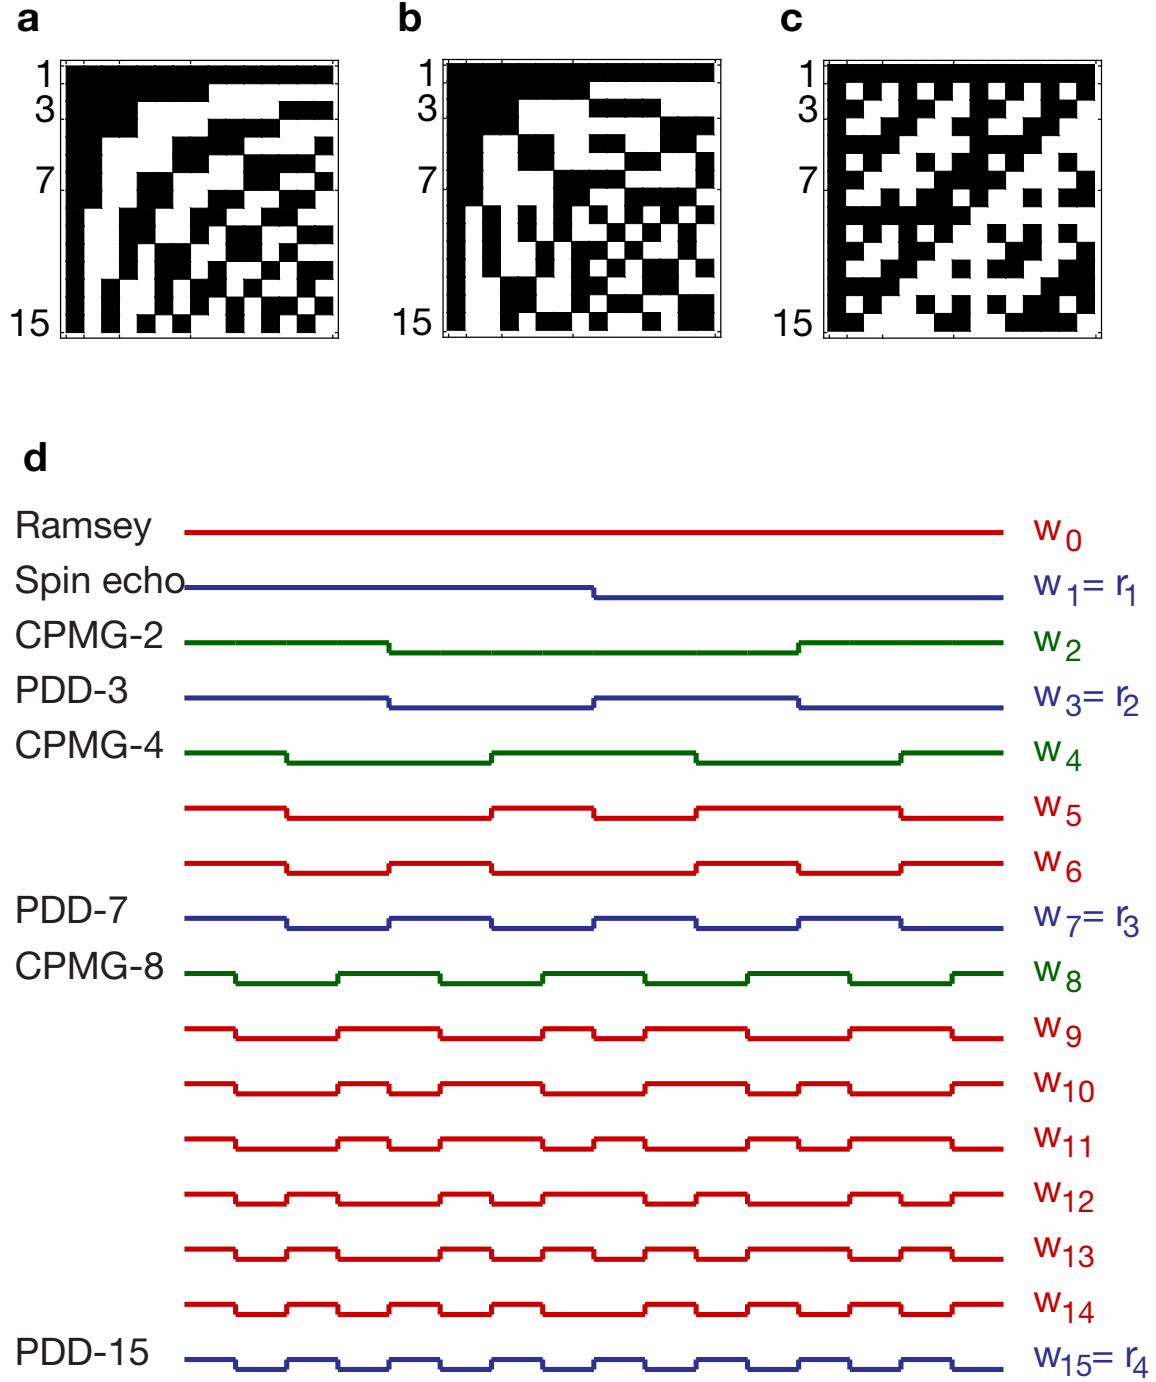 a b c
1 1 1
3 3 3
7 7 7
15 15 15
d
Ramsey w0
Spin echo w1= r1
CPMG-2 w2
PDD-3 w3= r2
CPMG-4 w4
w5
w6
PDD-7 w7= r3
CPMG-8 w8
w9
w10
w11
w12
w13
w14
PDD-15 w15= r4